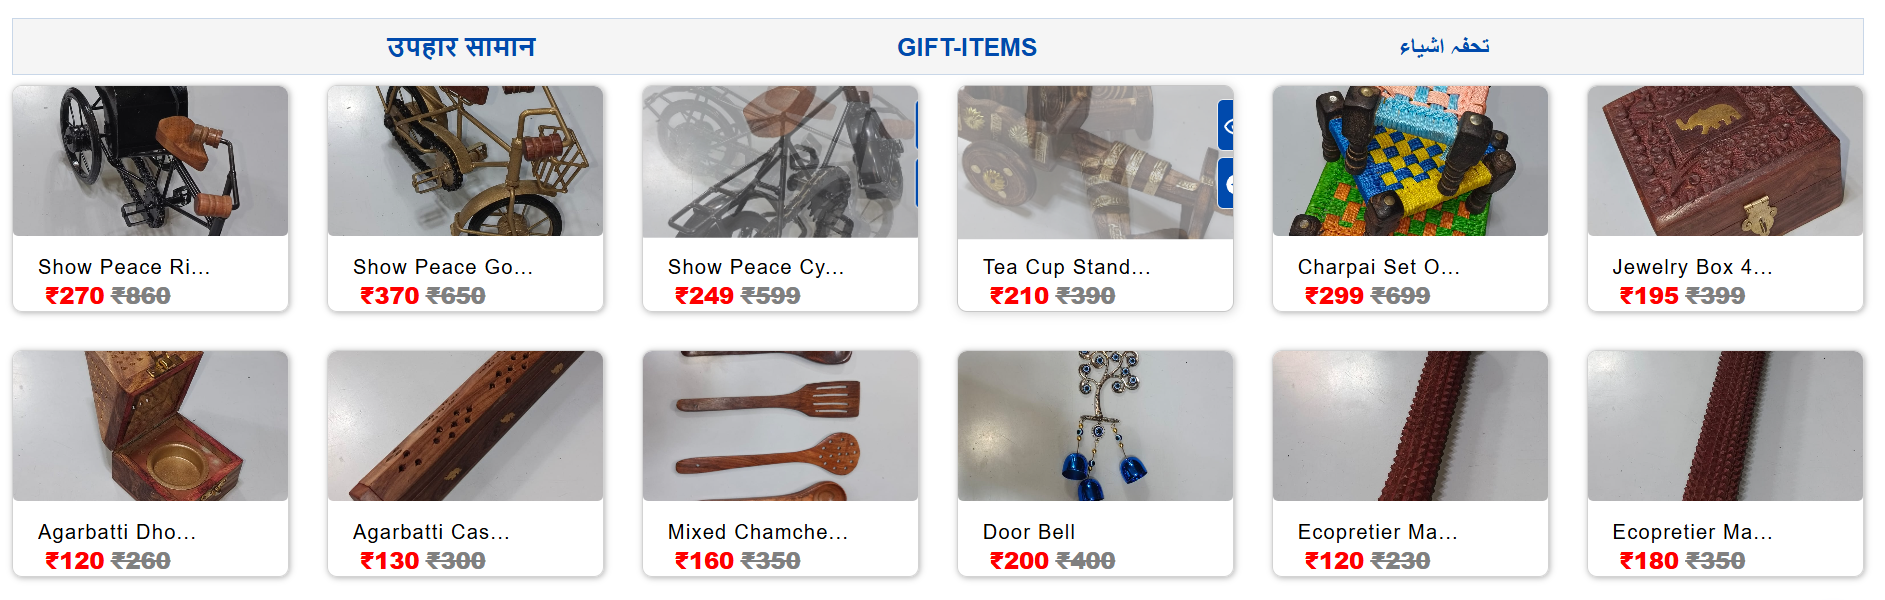 उपहार सामान GIFT-ITEMS تحفہ اشیاء
Show Peace Ri... Show Peace Go... Show Peace Cy... Tea Cup Stand... Charpai Set O... Jewelry Box 4...
₹270 ₹860 ₹370 ₹650 ₹249 ₹599 ₹210 ₹390 ₹299 ₹699 ₹195 ₹399
Agarbatti Dho... Agarbatti Cas... Mixed Chamche... Door Bell Ecopretier Ma... Ecopretier Ma...
₹120 ₹260 ₹130 ₹300 ₹160 ₹350 ₹200 ₹400 ₹120 ₹230 ₹180 ₹350